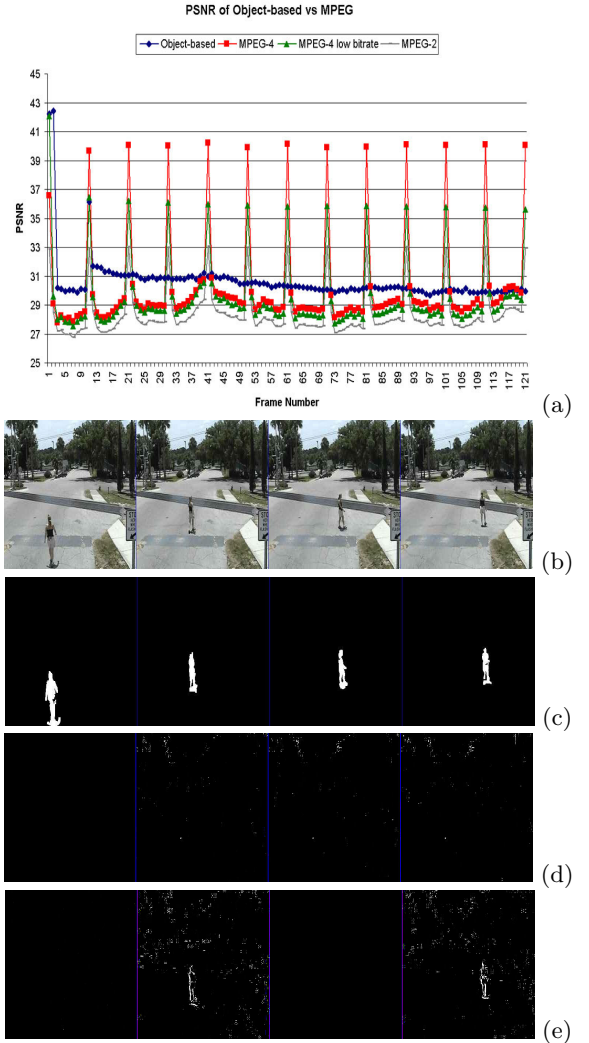 PSNR of Object-based vs MPEG
Object-based MPEG-4 MPEG-4 low bitrate MPEG-2
45
43
41
39
37
35
33
31
29
27
25
PSNR
1 5 9 13 17 21 25 29 33 37 41 45 49 53 57 61 65 69 73 77 81 85 89 93 97 101 105 109 113 117 121
Frame Number
(a)
(b)
(c)
(d)
(e)